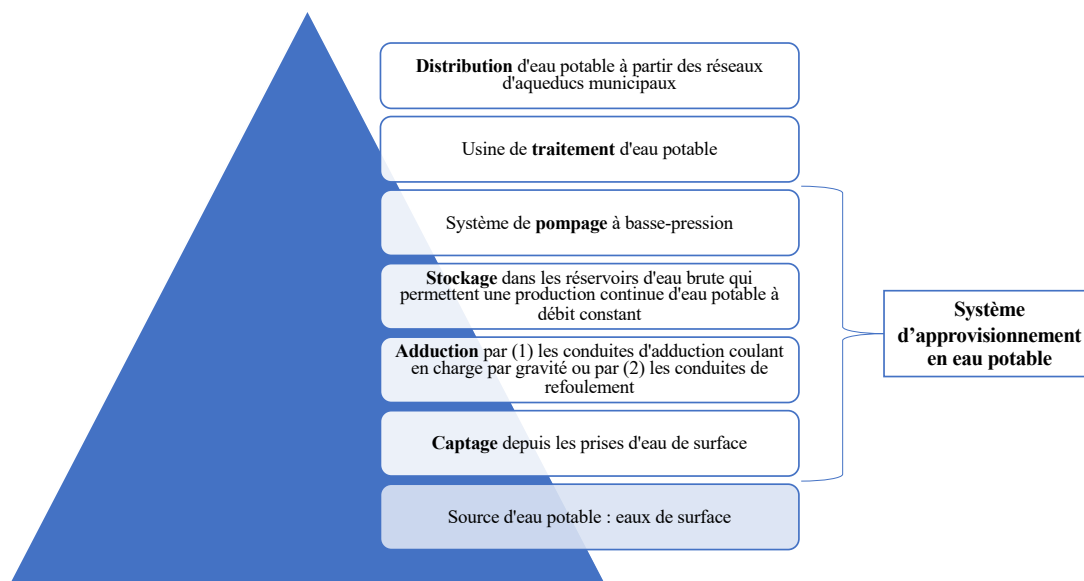 Distribution d'eau potable à partir des réseaux
d'aqueducs municipaux
Usine de traitement d'eau potable
Système de pompage à basse-pression
Stockage dans les réservoirs d'eau brute qui
permettent une production continue d'eau potable à
débit constant
Adduction par (1) les conduites d'adduction coulant
en charge par gravité ou par (2) les conduites de
refoulement
Captage depuis les prises d'eau de surface
Source d'eau potable : eaux de surface
Système
d'approvisionnement
en eau potable